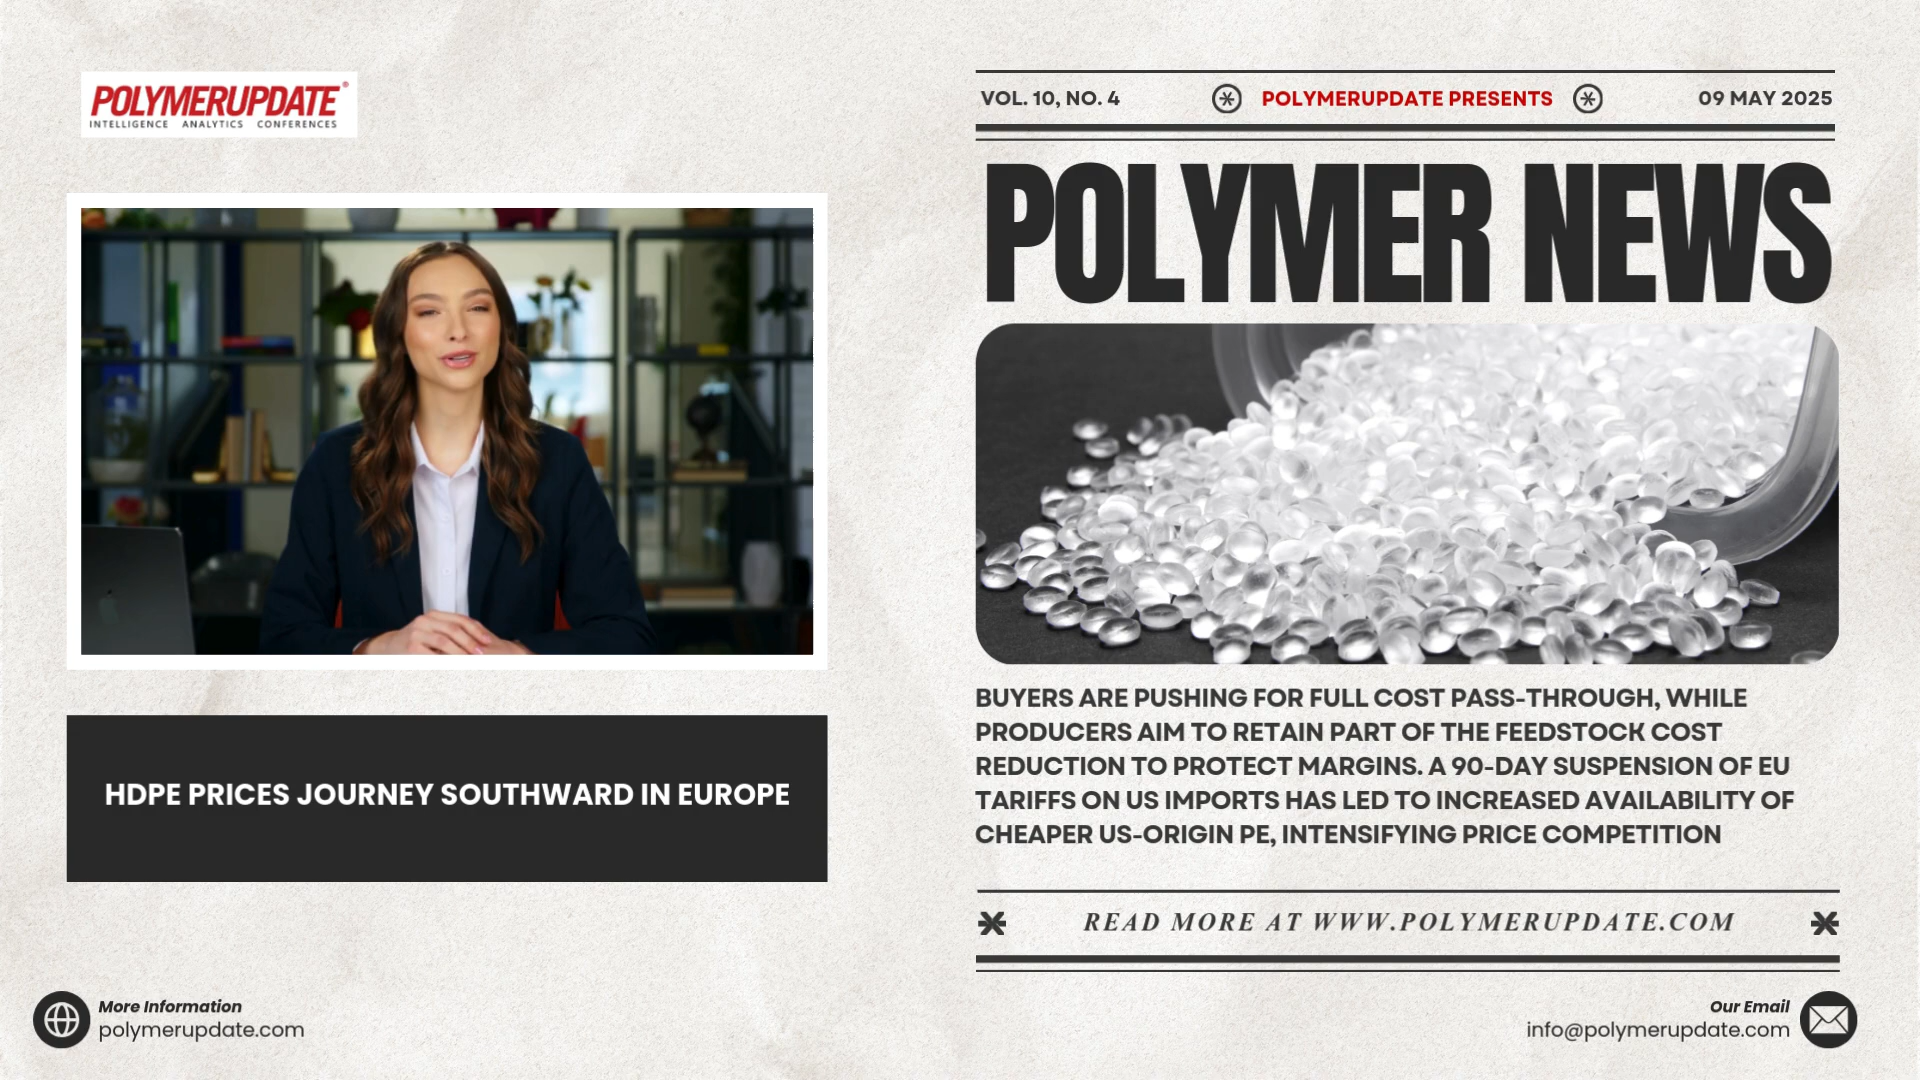 POLYMERUPDATE®
INTELLIGENCE ANALYTICS CONFERENCES
HDPE PRICES JOURNEY SOUTHWARD IN EUROPE
More Information
polymerupdate.com
VOL. 10, NO. 4 POLYMERUPDATE PRESENTS 09 MAY 2025
POLYMER NEWS
BUYERS ARE PUSHING FOR FULL COST PASS-THROUGH, WHILE
PRODUCERS AIM TO RETAIN PART OF THE FEEDSTOCK COST
REDUCTION TO PROTECT MARGINS. A 90-DAY SUSPENSION OF EU
TARIFFS ON US IMPORTS HAS LED TO INCREASED AVAILABILITY OF
CHEAPER US-ORIGIN PE, INTENSIFYING PRICE COMPETITION
READ MORE AT WWW.POLYMERUPDATE.COM
Our Email
info@polymerupdate.com